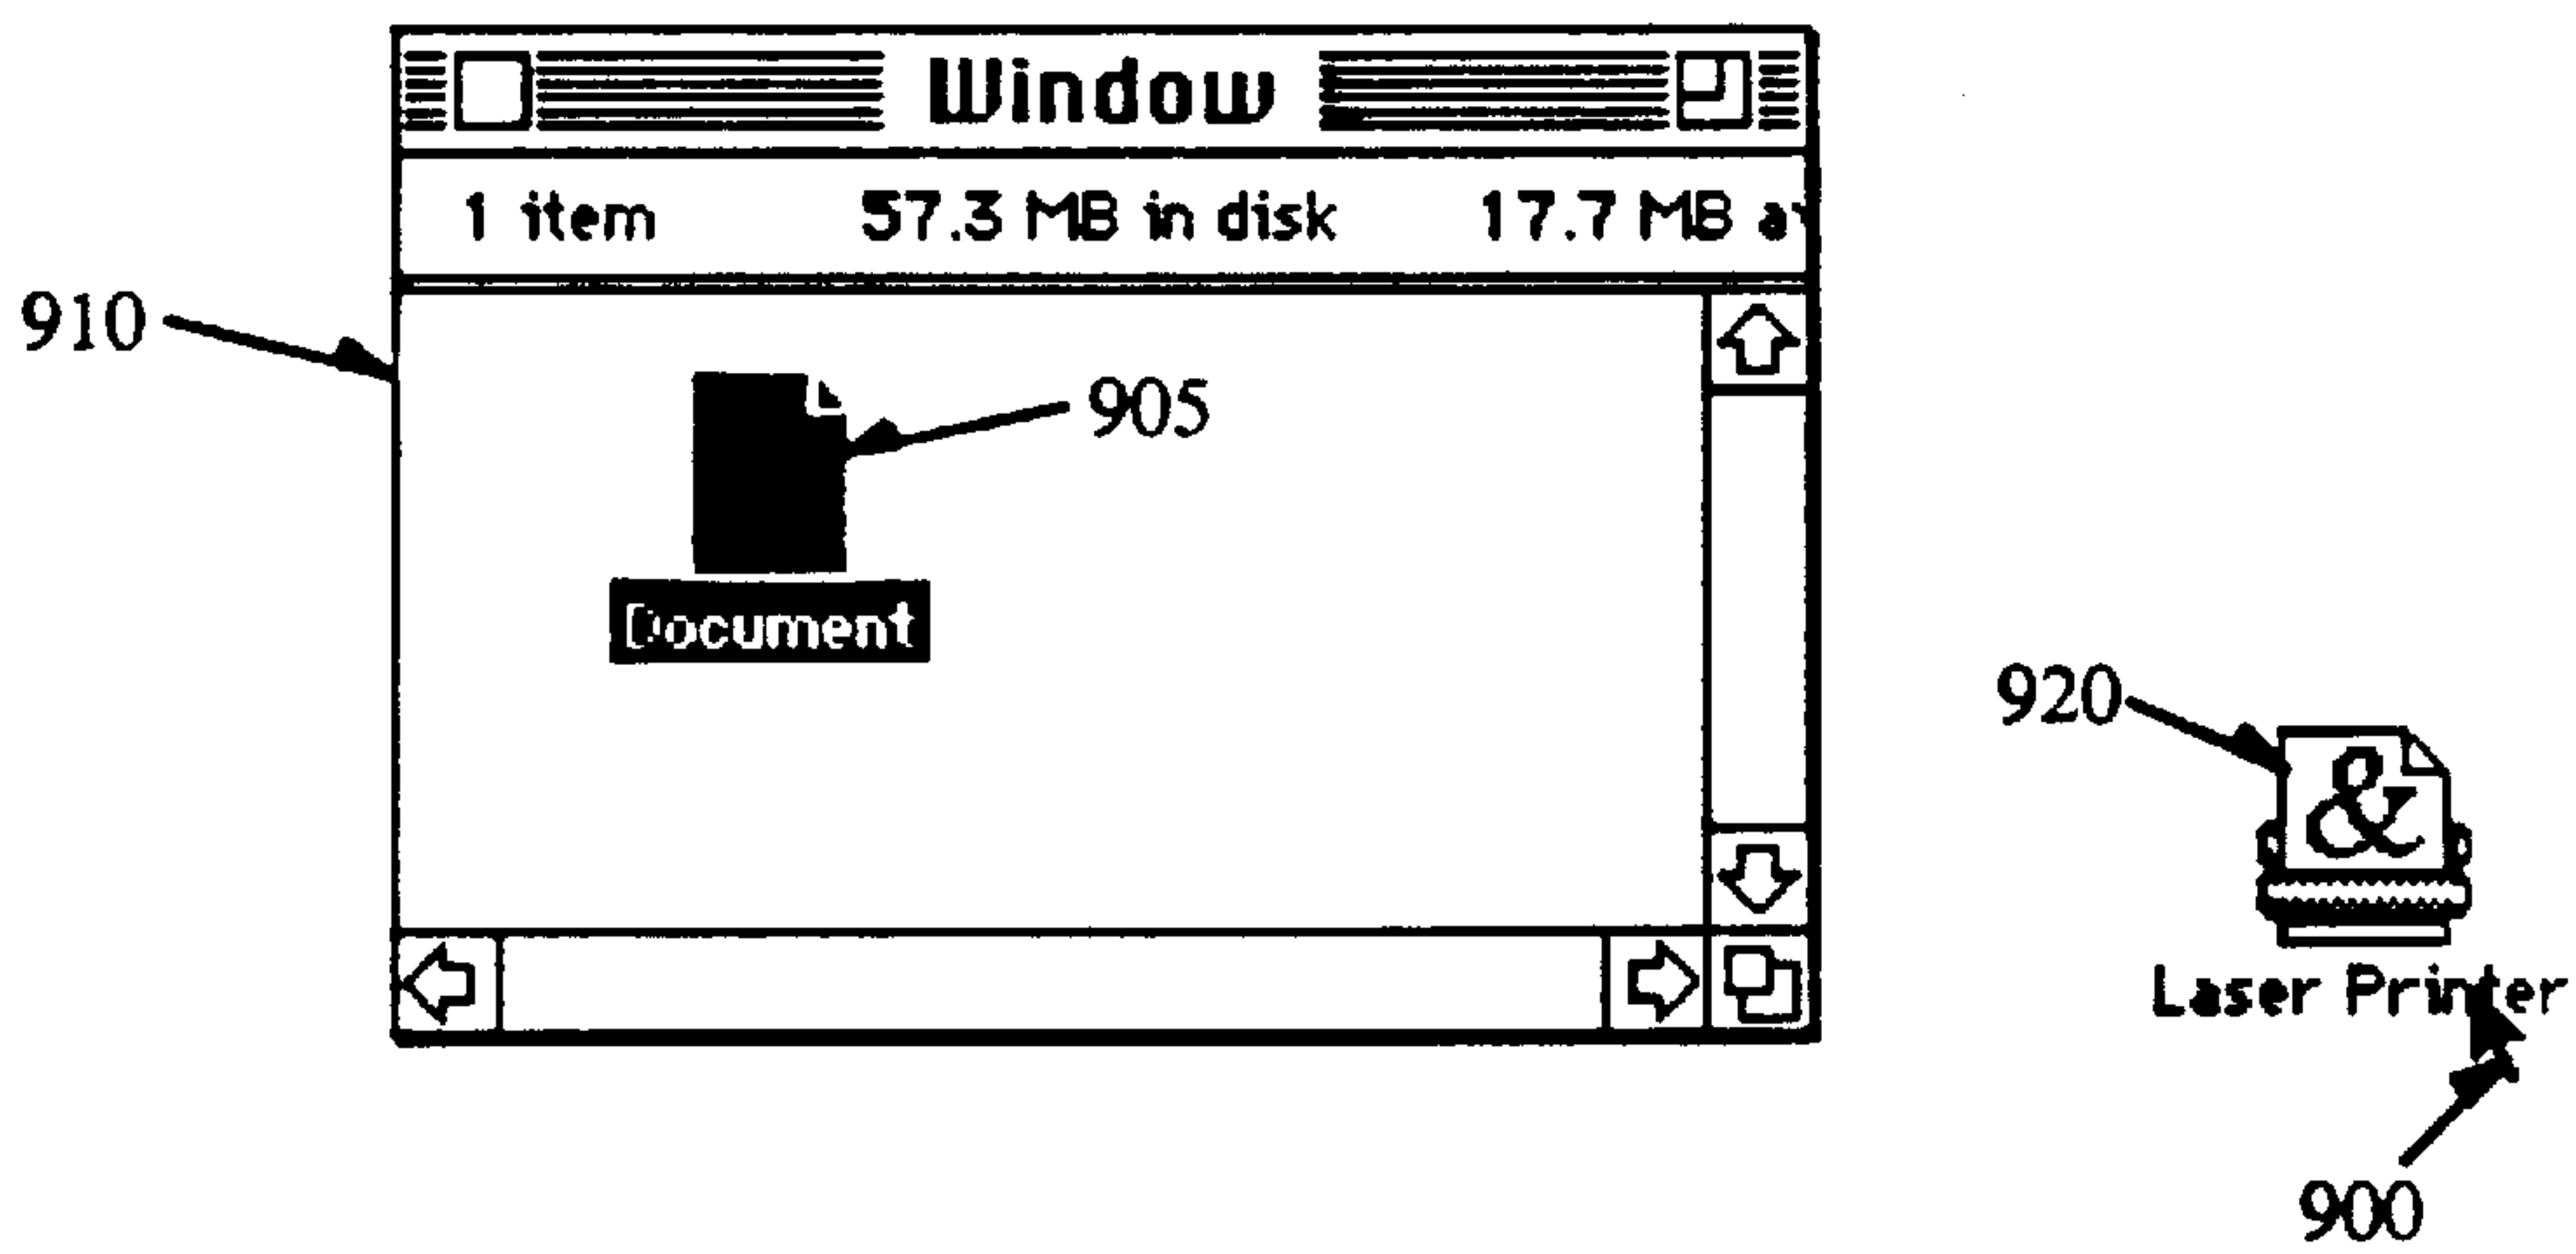 Window
1 item 57.3 MB in disk 17.7 MB a
910
905
Document
920
&
Laser Printer
900